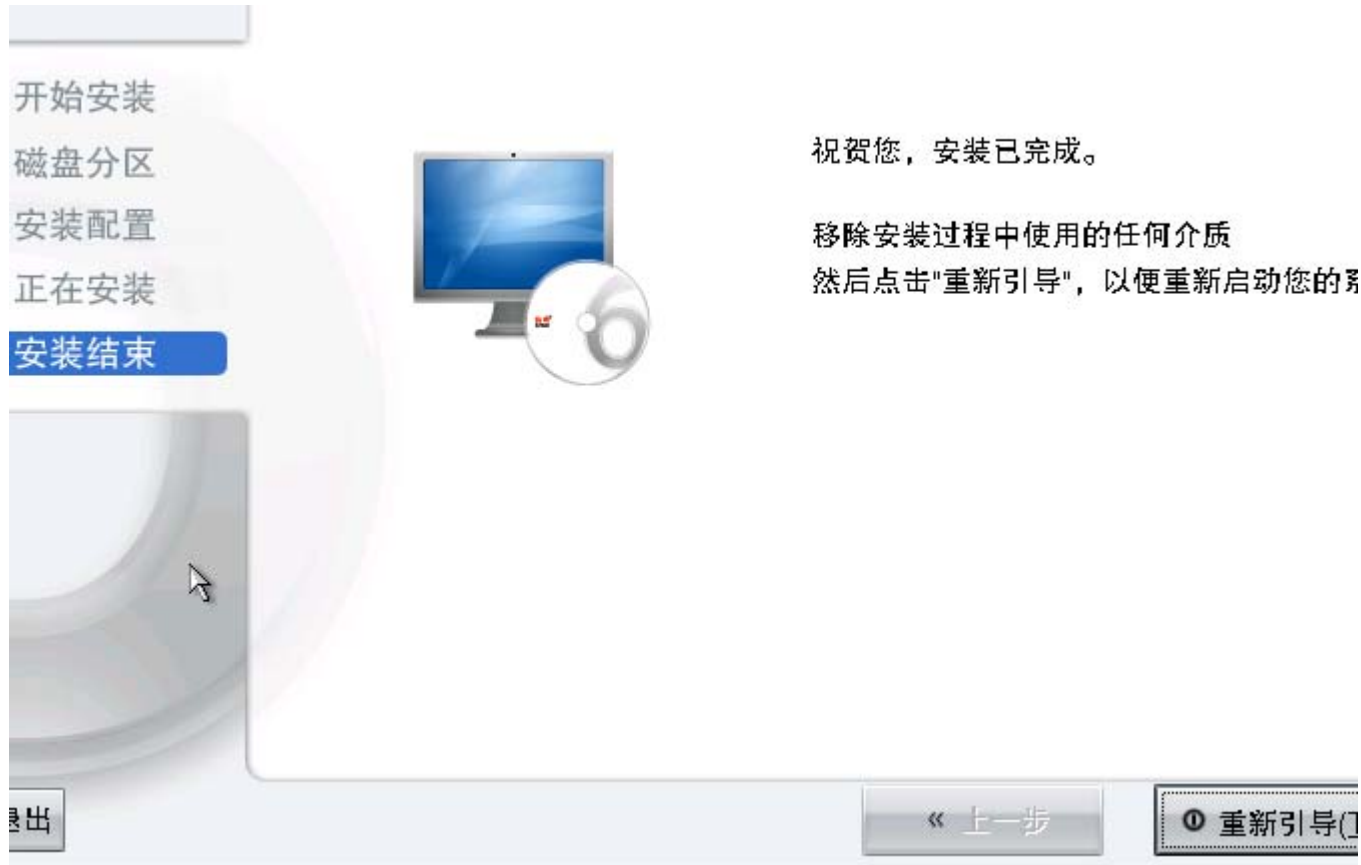 开始安装
磁盘分区
安装配置
正在安装
安装结束
祝贺您，安装已完成。
移除安装过程中使用的任何介质
然后点击"重新引导"，以便重新启动您的系
退出
« 上一步
重新引导(T